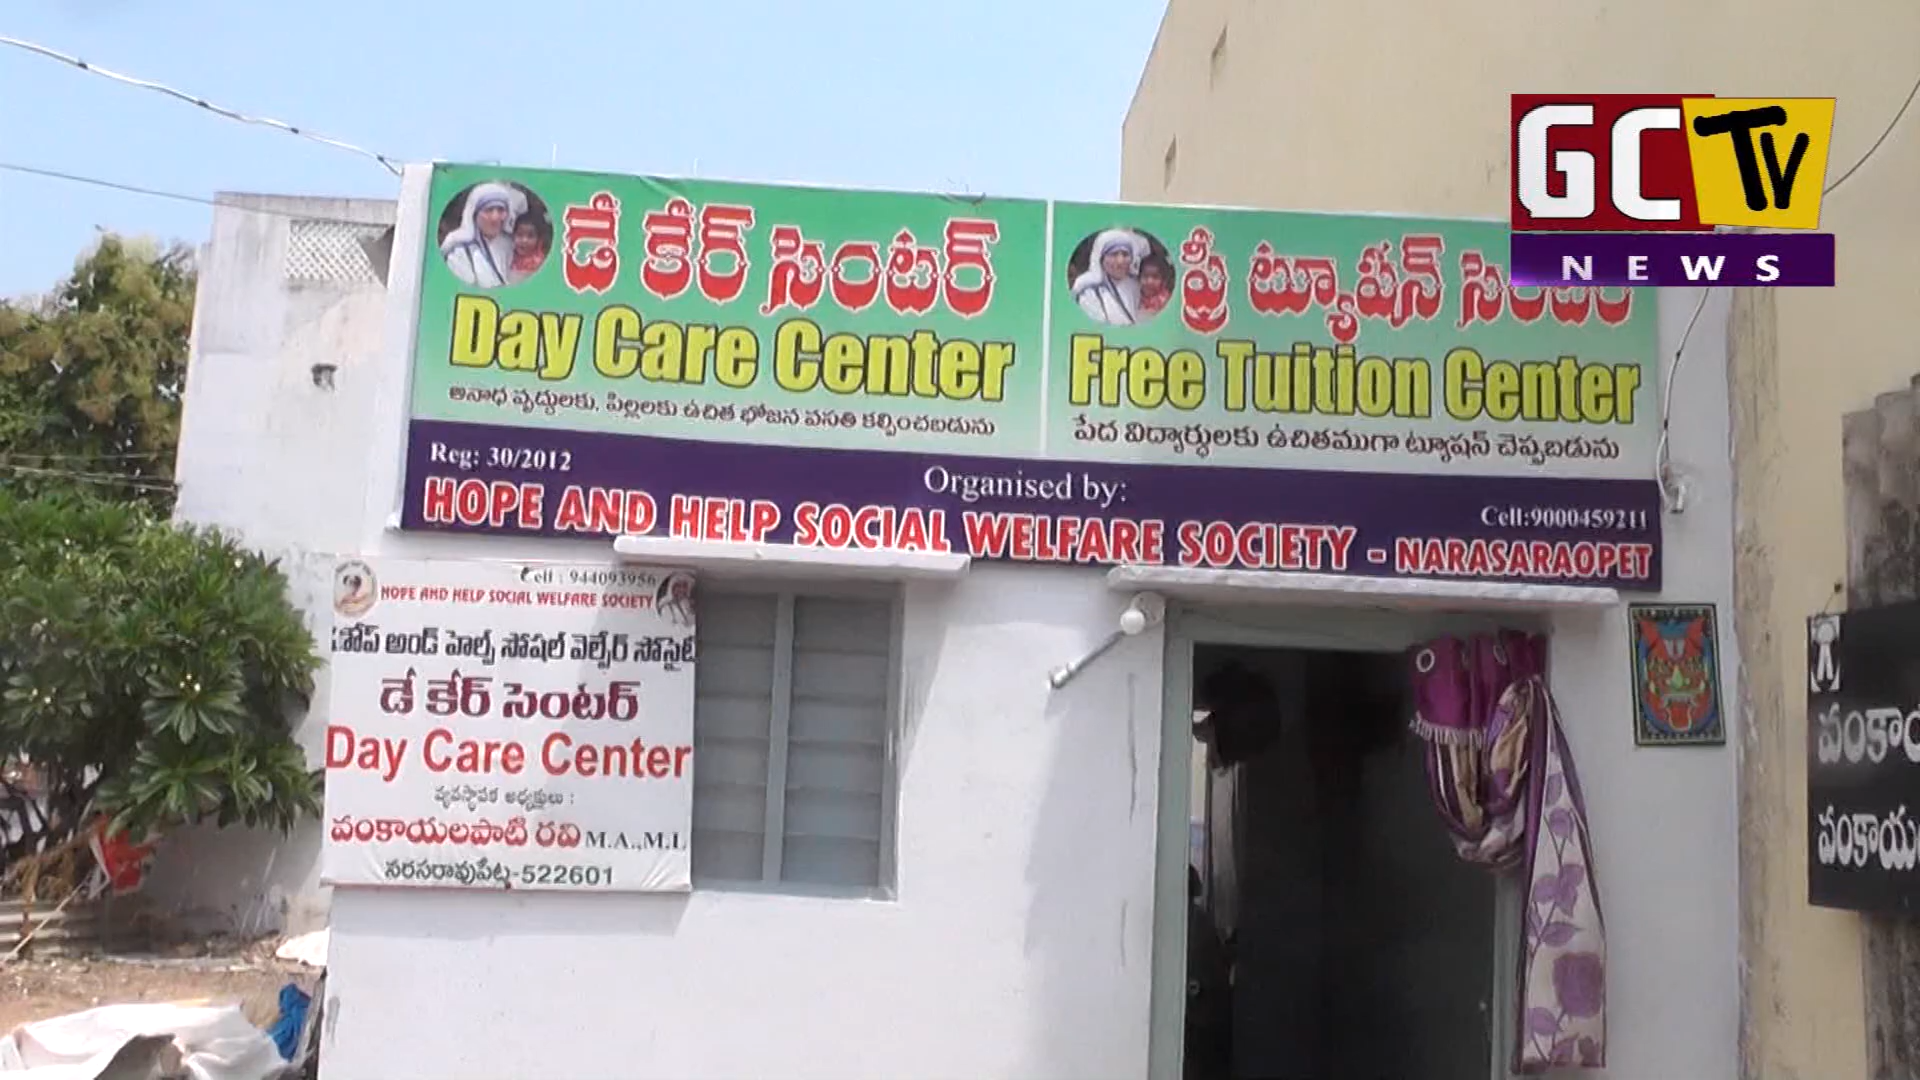 GCTV
NEWS
డే కేర్ సెంటర్
Day Care Center
అనాధ వృద్ధులకు, పిల్లలకు ఉచిత భోజన వసతి కల్పించబడును
ఫ్రీ ట్యూషన్ సెంటర్
Free Tuition Center
పేద విద్యార్ధులకు ఉచితముగా ట్యూషన్ చెప్పబడును
Reg: 30/2012
Organised by:
Cell:9000459211
HOPE AND HELP SOCIAL WELFARE SOCIETY - NARASARAOPET
Cell : 944093956
HOPE AND HELP SOCIAL WELFARE SOCIETY
హోప్ అండ్ హెల్ప్ సోషల్ వెల్ఫేర్ సొసైటీ
డే కేర్ సెంటర్
Day Care Center
వ్యవస్థాపక అధ్యక్షులు :
వంకాయలపాటి రవి M.A.,M.L
నరసరావుపేట-522601